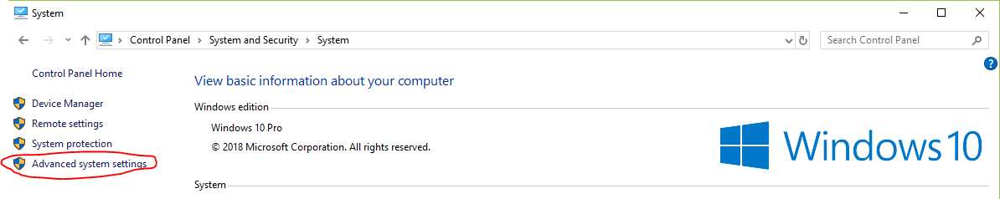 System
Control Panel > System and Security > System
Search Control Panel
?
Control Panel Home
Device Manager
Remote settings
System protection
Advanced system settings
View basic information about your computer
Windows edition
Windows 10 Pro
© 2018 Microsoft Corporation. All rights reserved.
Windows 10
System